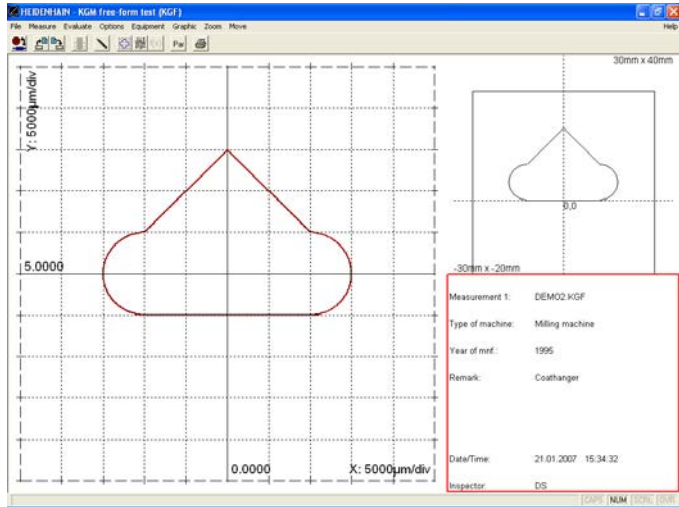 HEIDENHAIN - KGM free-form test (KGF)
File Measure Evaluate Options Equipment Graphic Zoom Move Help
Par
30mm x 40mm
Y: 5000µm/div
0,0
5.0000
-30mm x -20mm
Measurement 1: DEMO2.KGF
Type of machine: Milling machine
Year of mnf.: 1995
Remark: Coathanger
0.0000 X: 5000µm/div
Date/Time: 21.01.2007 15:34:32
Inspector: DS
CAPS NUM SCRL OVR